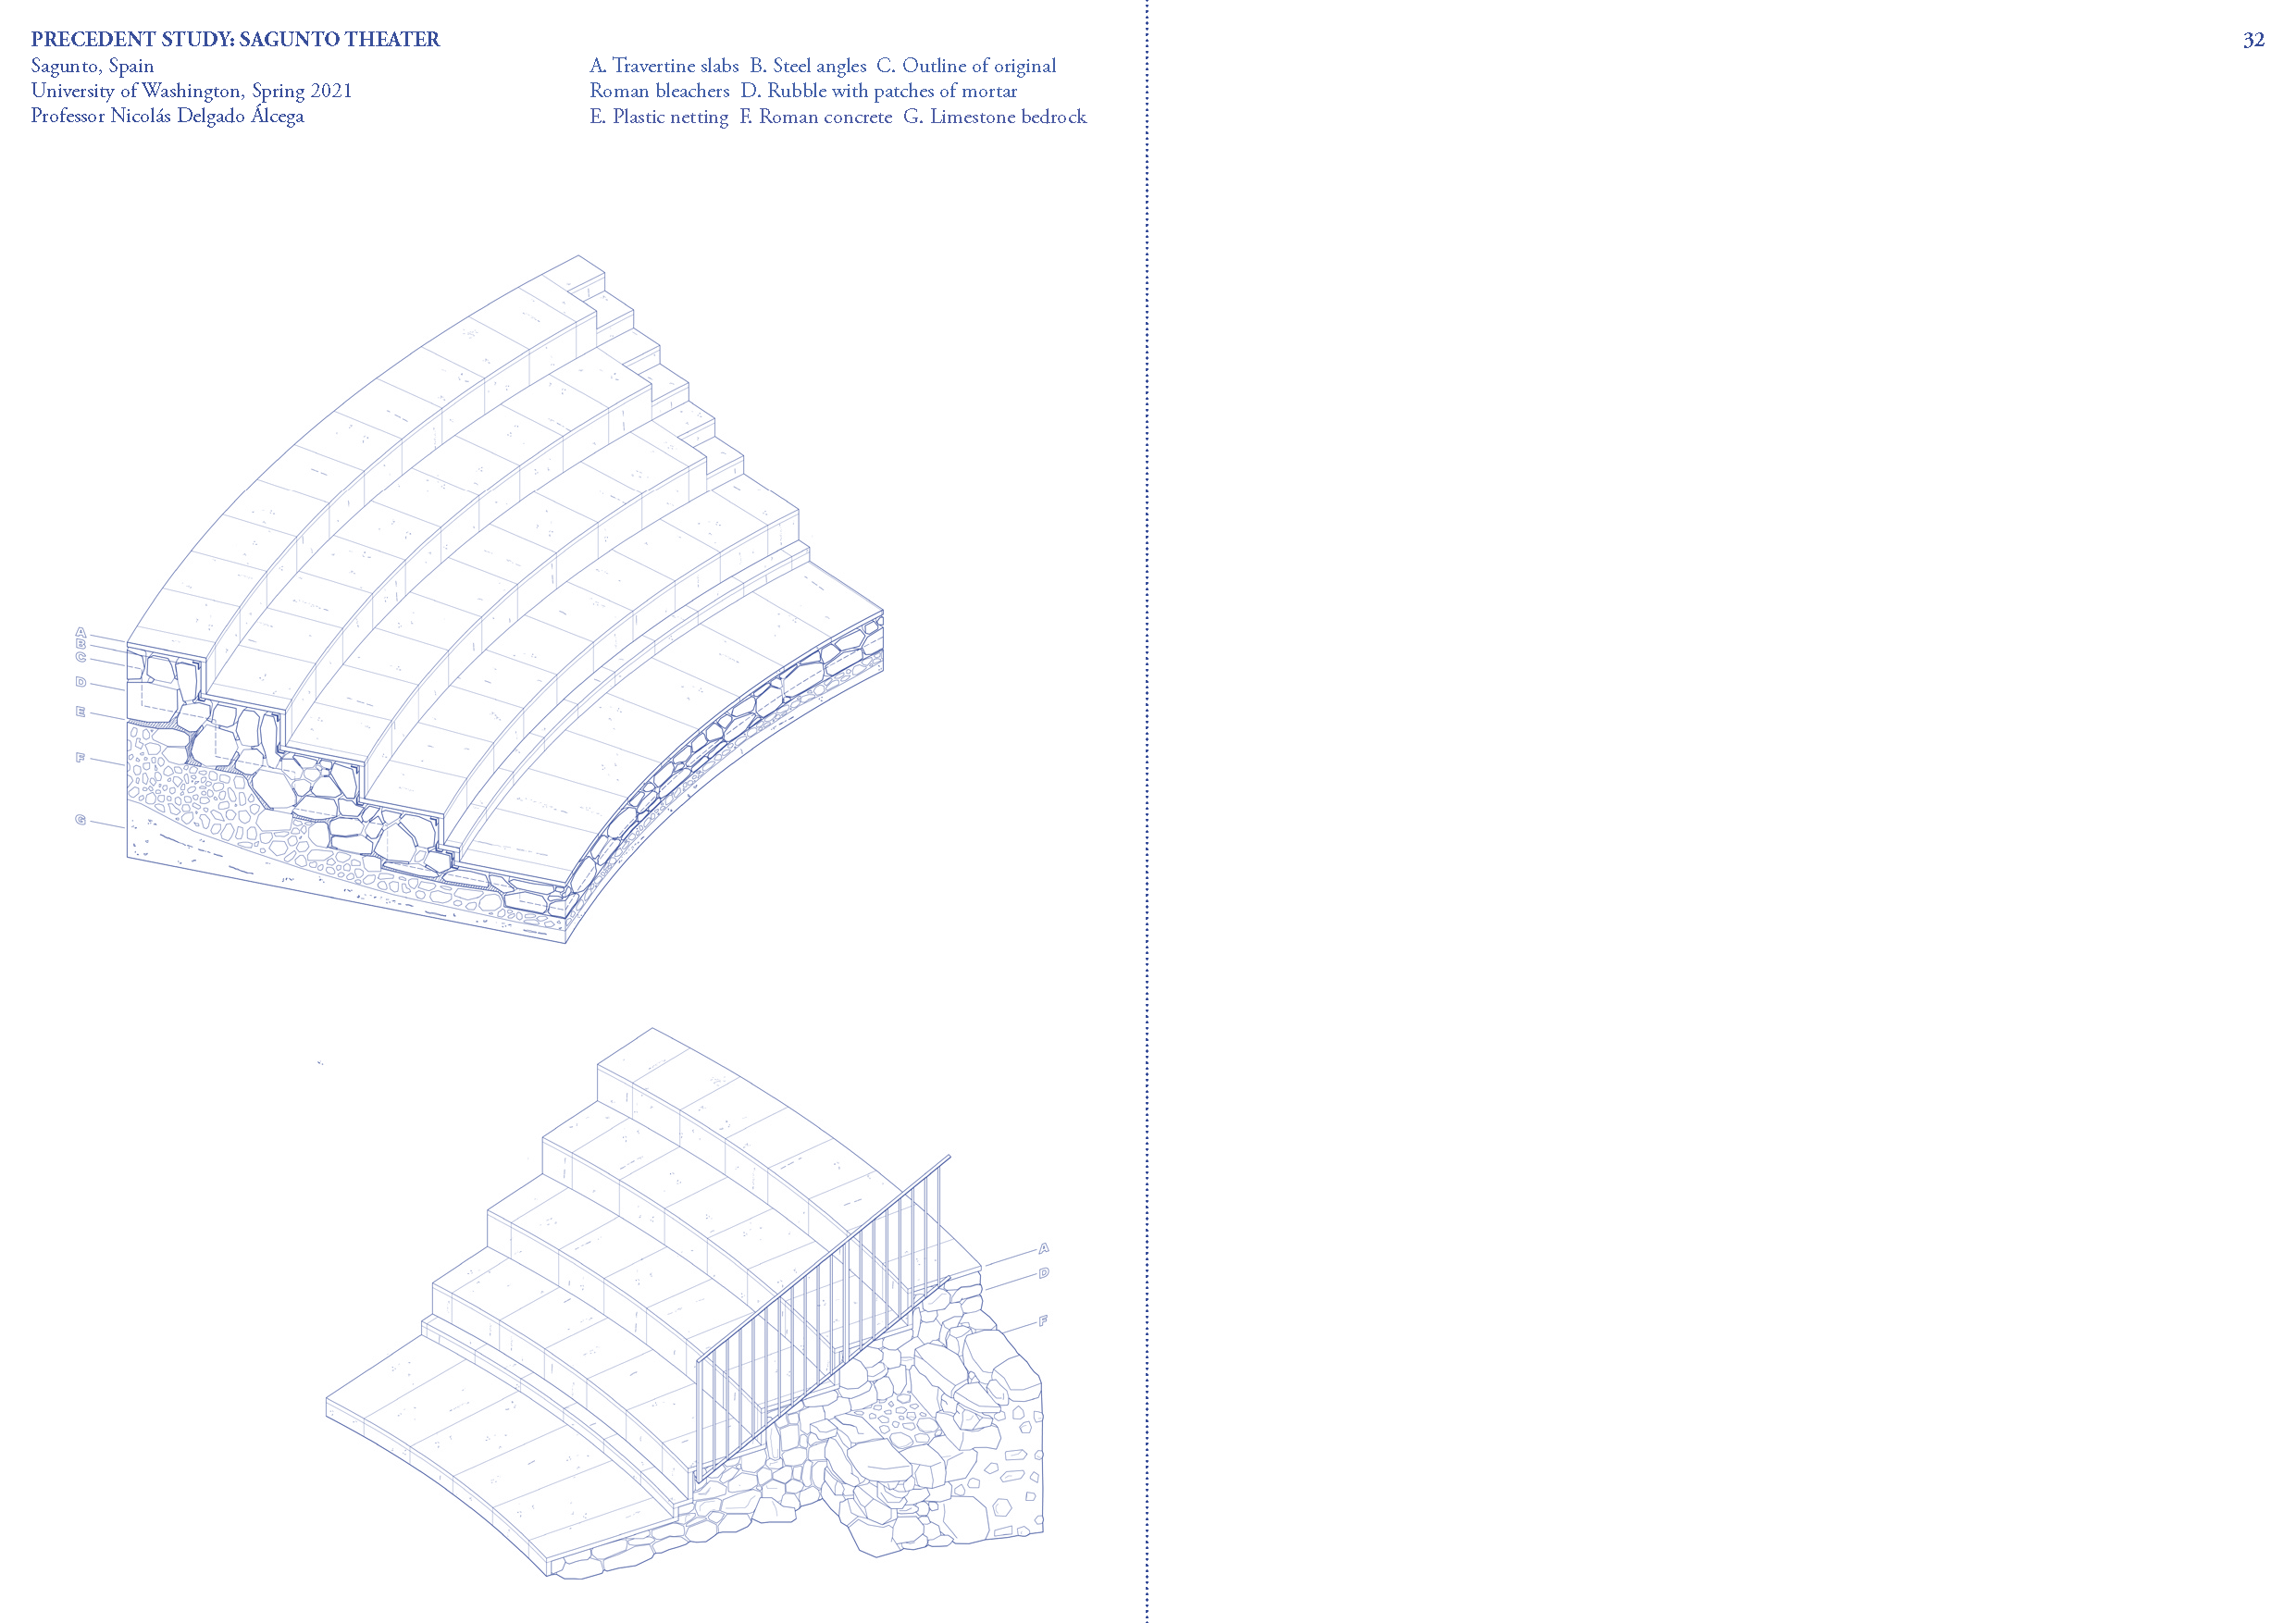 PRECEDENT STUDY: SAGUNTO THEATER
Sagunto, Spain
University of Washington, Spring 2021
Professor Nicolás Delgado Álcega
A. Travertine slabs B. Steel angles C. Outline of original
Roman bleachers D. Rubble with patches of mortar
E. Plastic netting F. Roman concrete G. Limestone bedrock
32
A
B
C
D
E
F
G
A
D
F